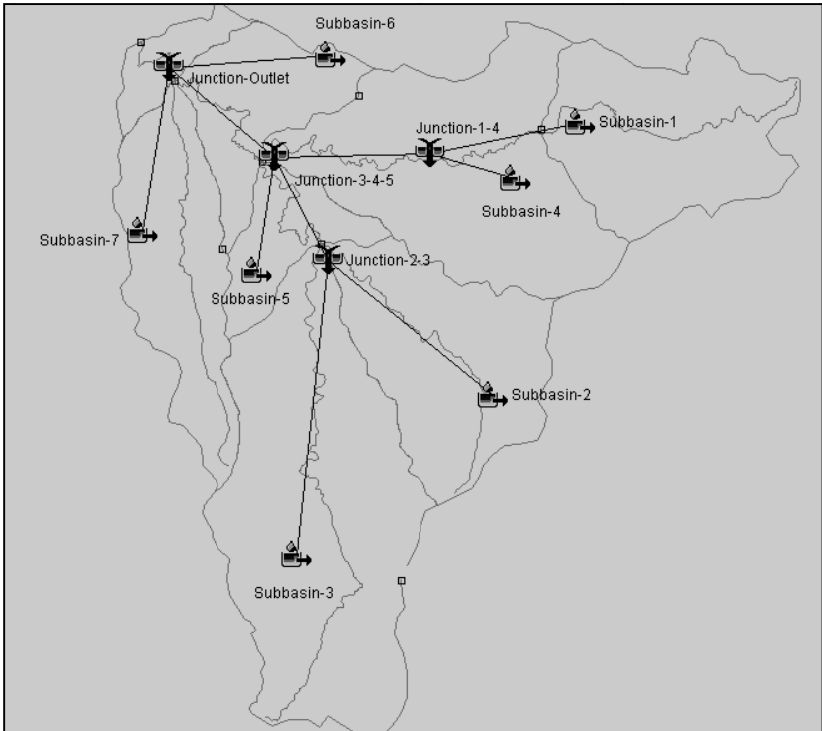 Subbasin-6
Junction-Outlet
Junction-1-4
Subbasin-1
Junction-3-4-5
Subbasin-4
Subbasin-7
Junction-2-3
Subbasin-5
Subbasin-2
Subbasin-3